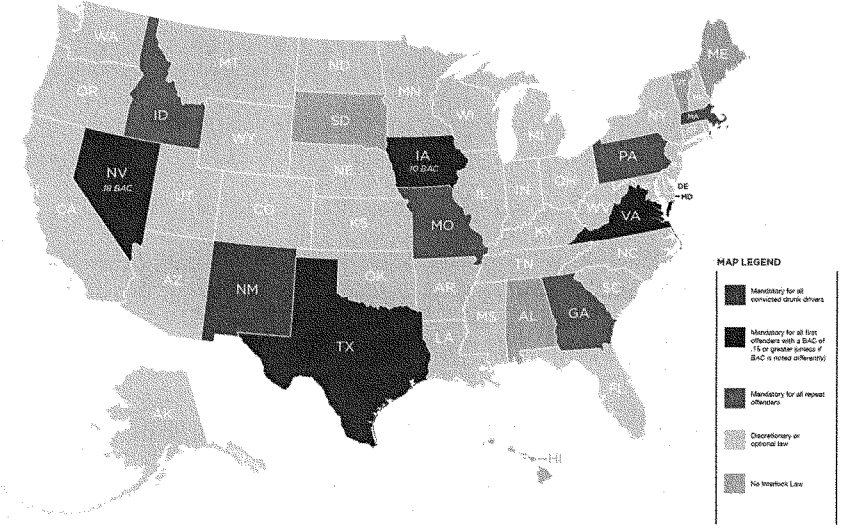 WA
MT
ND
MN
ME
OR
ID
SD
WI
NY
MA
WY
MI
PA
NV
18 BAC
IA
10 BAC
NE
IL
IN
OH
DE
MD
CA
UT
CO
KS
MO
WV
VA
KY
AZ
NM
OK
AR
TN
NC
SC
TX
LA
MS
AL
GA
FL
AK
HI
MAP LEGEND
Mandatory for all
convicted drunk drivers
Mandatory for all first
offenders with a BAC of
.15 or greater (unless if
BAC is noted differently)
Mandatory for all repeat
offenders
Discretionary or
optional law
No Interlock Law